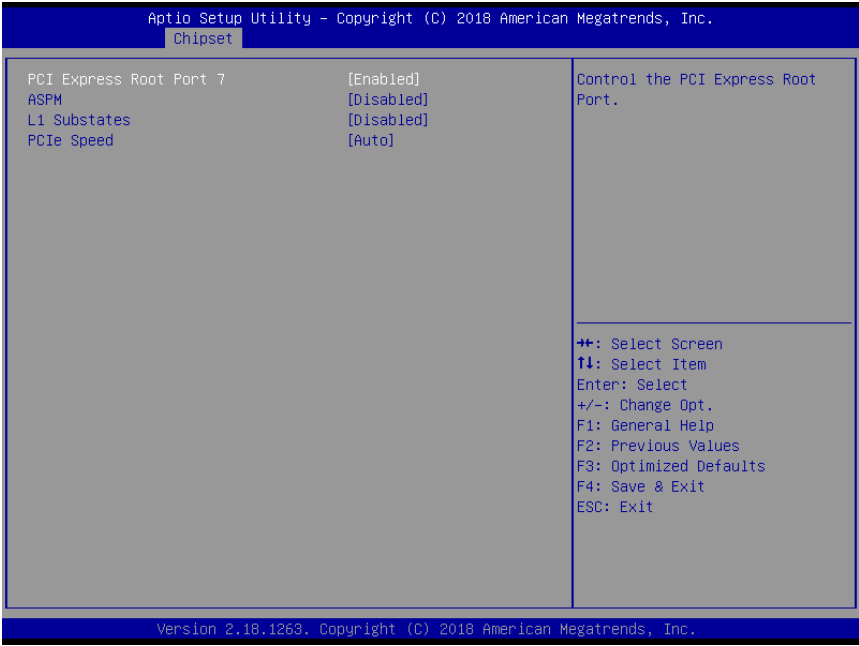 Aptio Setup Utility – Copyright (C) 2018 American Megatrends, Inc.
Chipset
PCI Express Root Port 7 [Enabled]
ASPM [Disabled]
L1 Substates [Disabled]
PCIe Speed [Auto]
Control the PCI Express Root
Port.
→←: Select Screen
↑↓: Select Item
Enter: Select
+/-: Change Opt.
F1: General Help
F2: Previous Values
F3: Optimized Defaults
F4: Save & Exit
ESC: Exit
Version 2.18.1263. Copyright (C) 2018 American Megatrends, Inc.